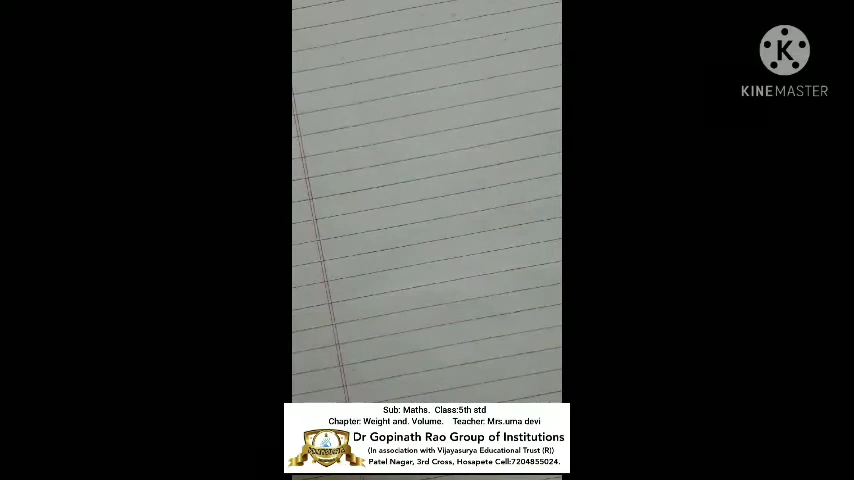 K
KINEMASTER
Sub: Maths. Class:5th std
Chapter: Weight and. Volume. Teacher: Mrs.uma devi
Dr Gopinath Rao Group of Institutions
(In association with Vijayasurya Educational Trust (R))
Patel Nagar, 3rd Cross, Hosapete Cell:7204855024.